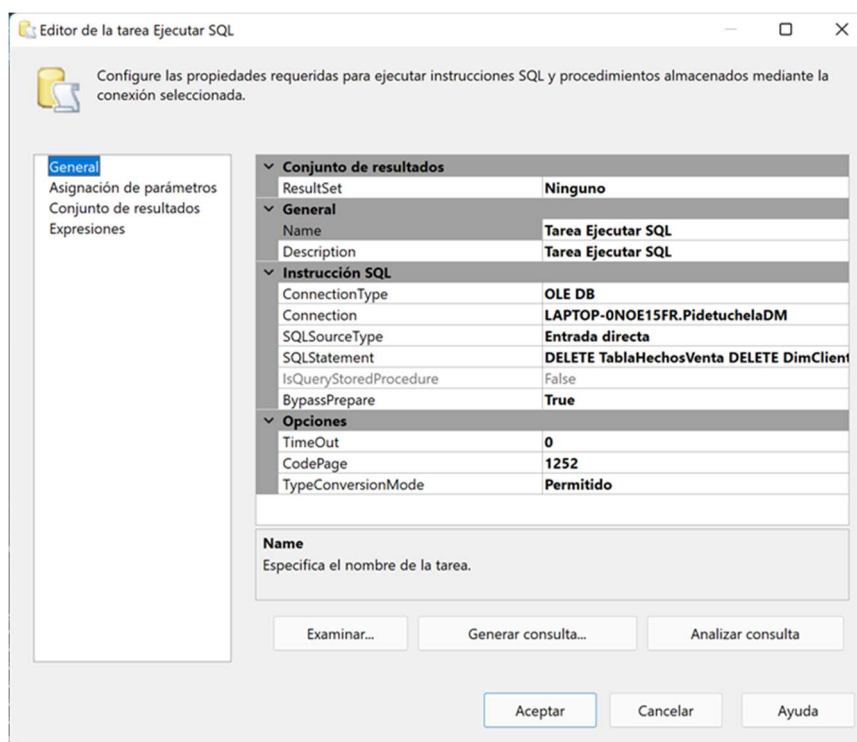 Editor de la tarea Ejecutar SQL
Configure las propiedades requeridas para ejecutar instrucciones SQL y procedimientos almacenados mediante la
conexión seleccionada.
General
Asignación de parámetros
Conjunto de resultados
Expresiones
Conjunto de resultados
ResultSet Ninguno
General
Name Tarea Ejecutar SQL
Description Tarea Ejecutar SQL
Instrucción SQL
ConnectionType OLE DB
Connection LAPTOP-0NOE15FR.PidetuchelaDM
SQLSourceType Entrada directa
SQLStatement DELETE TablaHechosVenta DELETE DimClient
IsQueryStoredProcedure False
BypassPrepare True
Opciones
TimeOut 0
CodePage 1252
TypeConversionMode Permitido
Name
Especifica el nombre de la tarea.
Examinar... Generar consulta... Analizar consulta
Aceptar Cancelar Ayuda